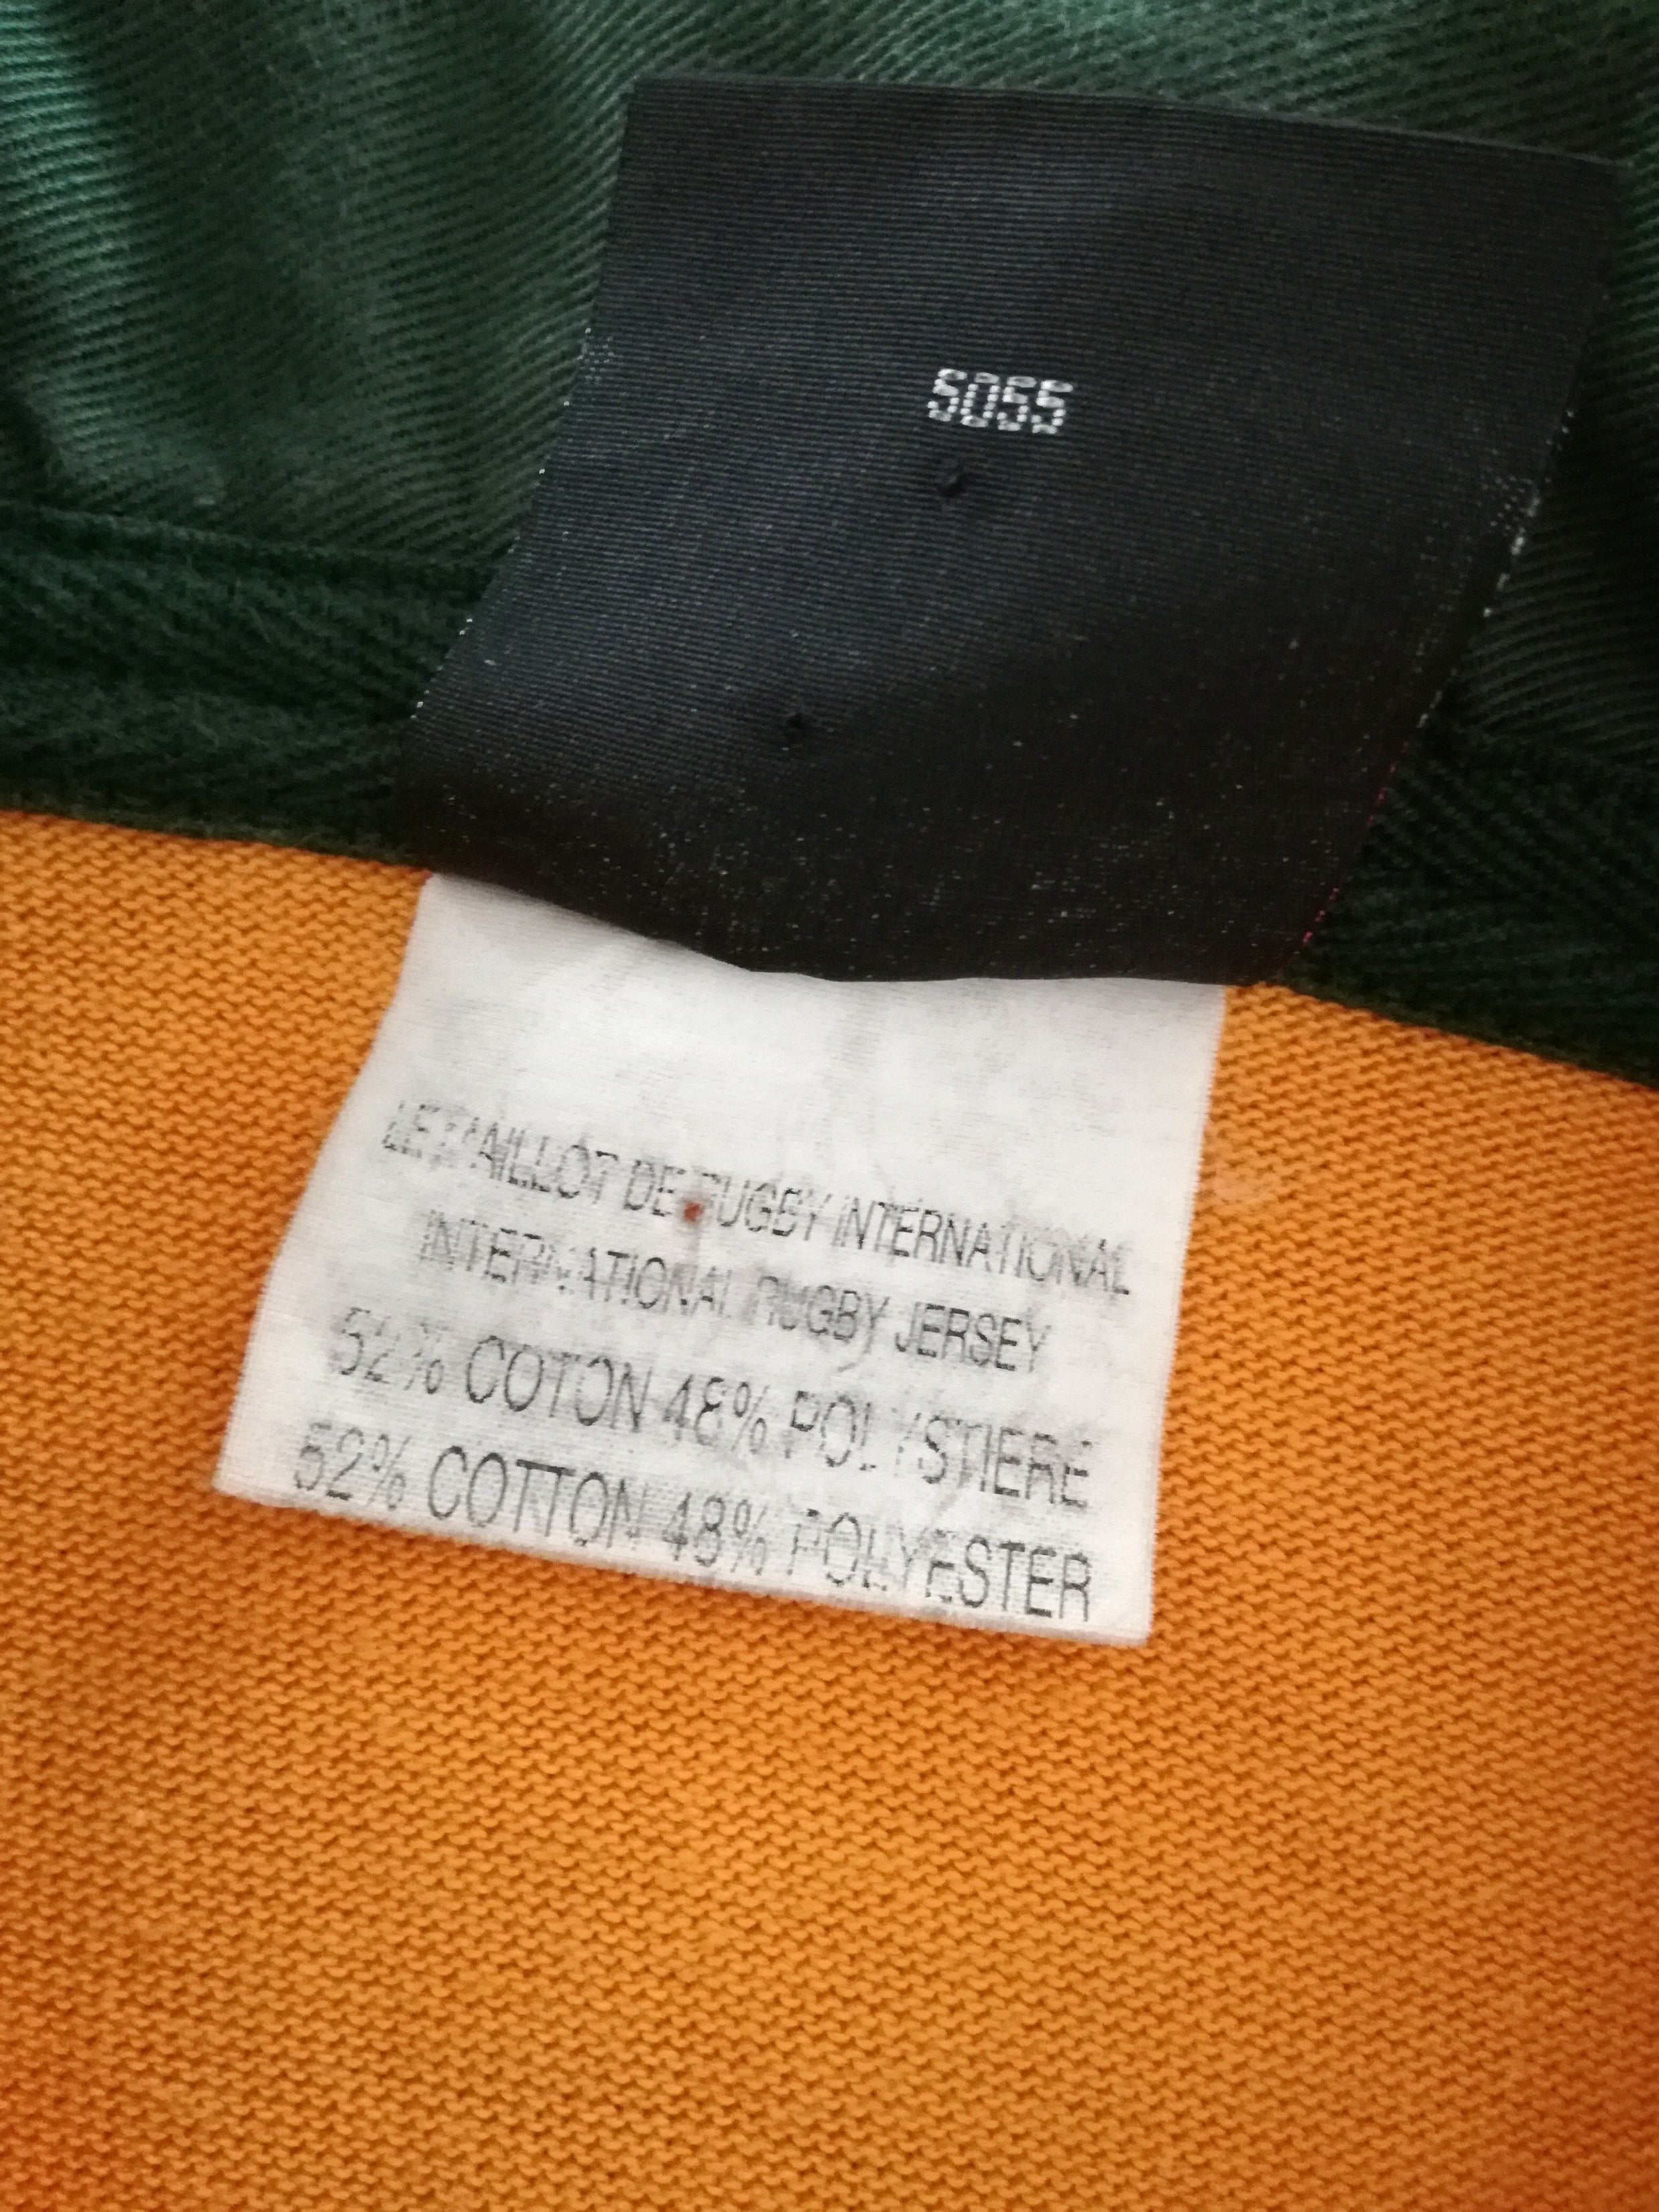 S055
LE MAILLOT DE RUGBY INTERNATIONAL
INTERNATIONAL RUGBY JERSEY
52% COTON 48% POLYSTIERE
52% COTTON 48% POLYESTER